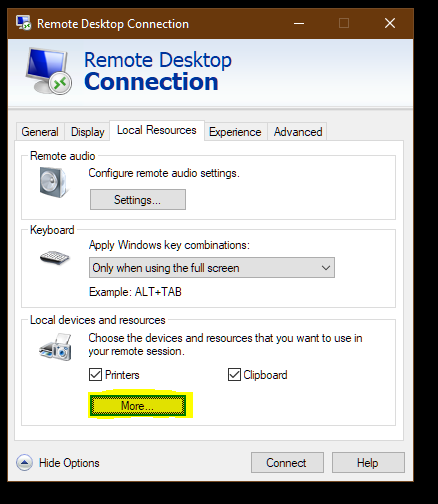 Remote Desktop Connection
Remote Desktop
Connection
General Display Local Resources Experience Advanced
Remote audio
Configure remote audio settings.
Settings...
Keyboard
Apply Windows key combinations:
Only when using the full screen
Example: ALT+TAB
Local devices and resources
Choose the devices and resources that you want to use in
your remote session.
Printers Clipboard
More...
Hide Options Connect Help